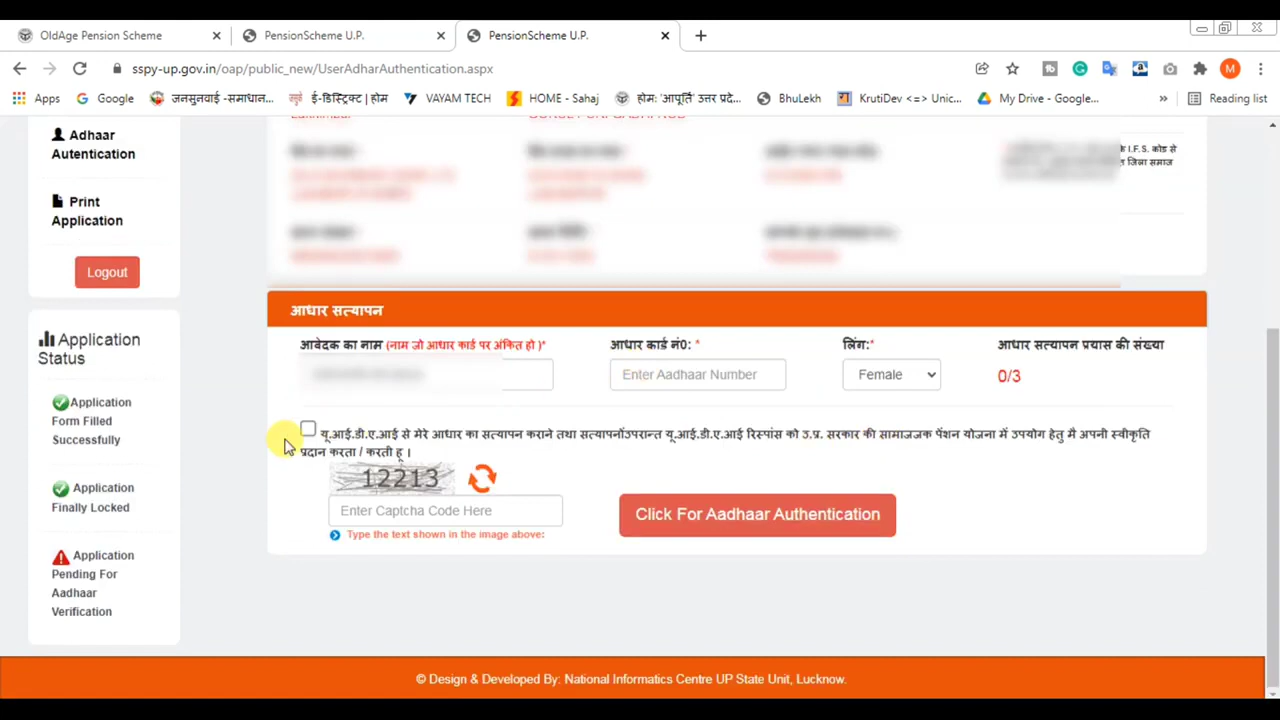 OldAge Pension Scheme
PensionScheme U.P.
PensionScheme U.P.
sspy-up.gov.in/oap/public_new/UserAdharAuthentication.aspx
M
Apps
Google
जनसुनवाई -समाधान...
ई-डिस्ट्रिक्ट | होम
VAYAM TECH
HOME - Sahaj
होम: 'आपूर्ति' उत्तर प्रदे...
BhuLekh
KrutiDev <=> Unic...
My Drive - Google...
»
Reading list
Adhaar
Autentication
Print
Application
Logout
Application
Status
Application
Form Filled
Successfully
Application
Finally Locked
Application
Pending For
Aadhaar
Verification
के I.F.S. कोड से
त जिला समाज
आधार सत्यापन
आवेदक का नाम (नाम जो आधार कार्ड पर अंकित हो )*
आधार कार्ड नं0: *
Enter Aadhaar Number
लिंग:*
Female
आधार सत्यापन प्रयास की संख्या
0/3
यू.आई.डी.ए.आई से मेरे आधार का सत्यापन कराने तथा सत्यापनोंउपरान्त यू.आई.डी.ए.आई रिस्पांस को उ.प्र. सरकार की सामाजजक पेंशन योजना में उपयोग हेतु मै अपनी स्वीकृति
प्रदान करता / करती हू ।
12213
Enter Captcha Code Here
Type the text shown in the image above:
Click For Aadhaar Authentication
© Design & Developed By: National Informatics Centre UP State Unit, Lucknow.